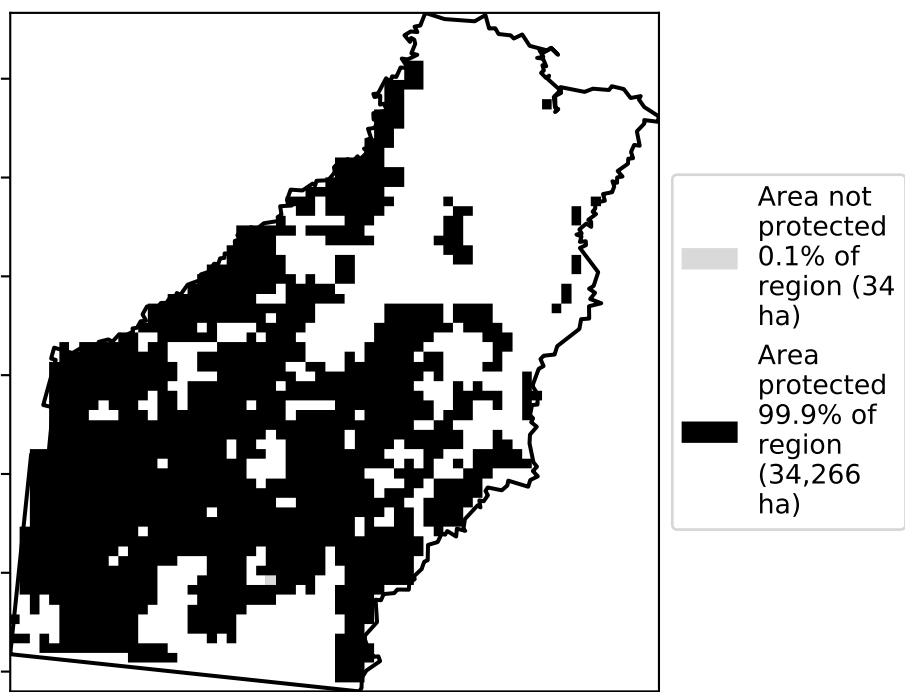 Area not
protected
0.1% of
region (34
ha)
Area
protected
99.9% of
region
(34,266
ha)